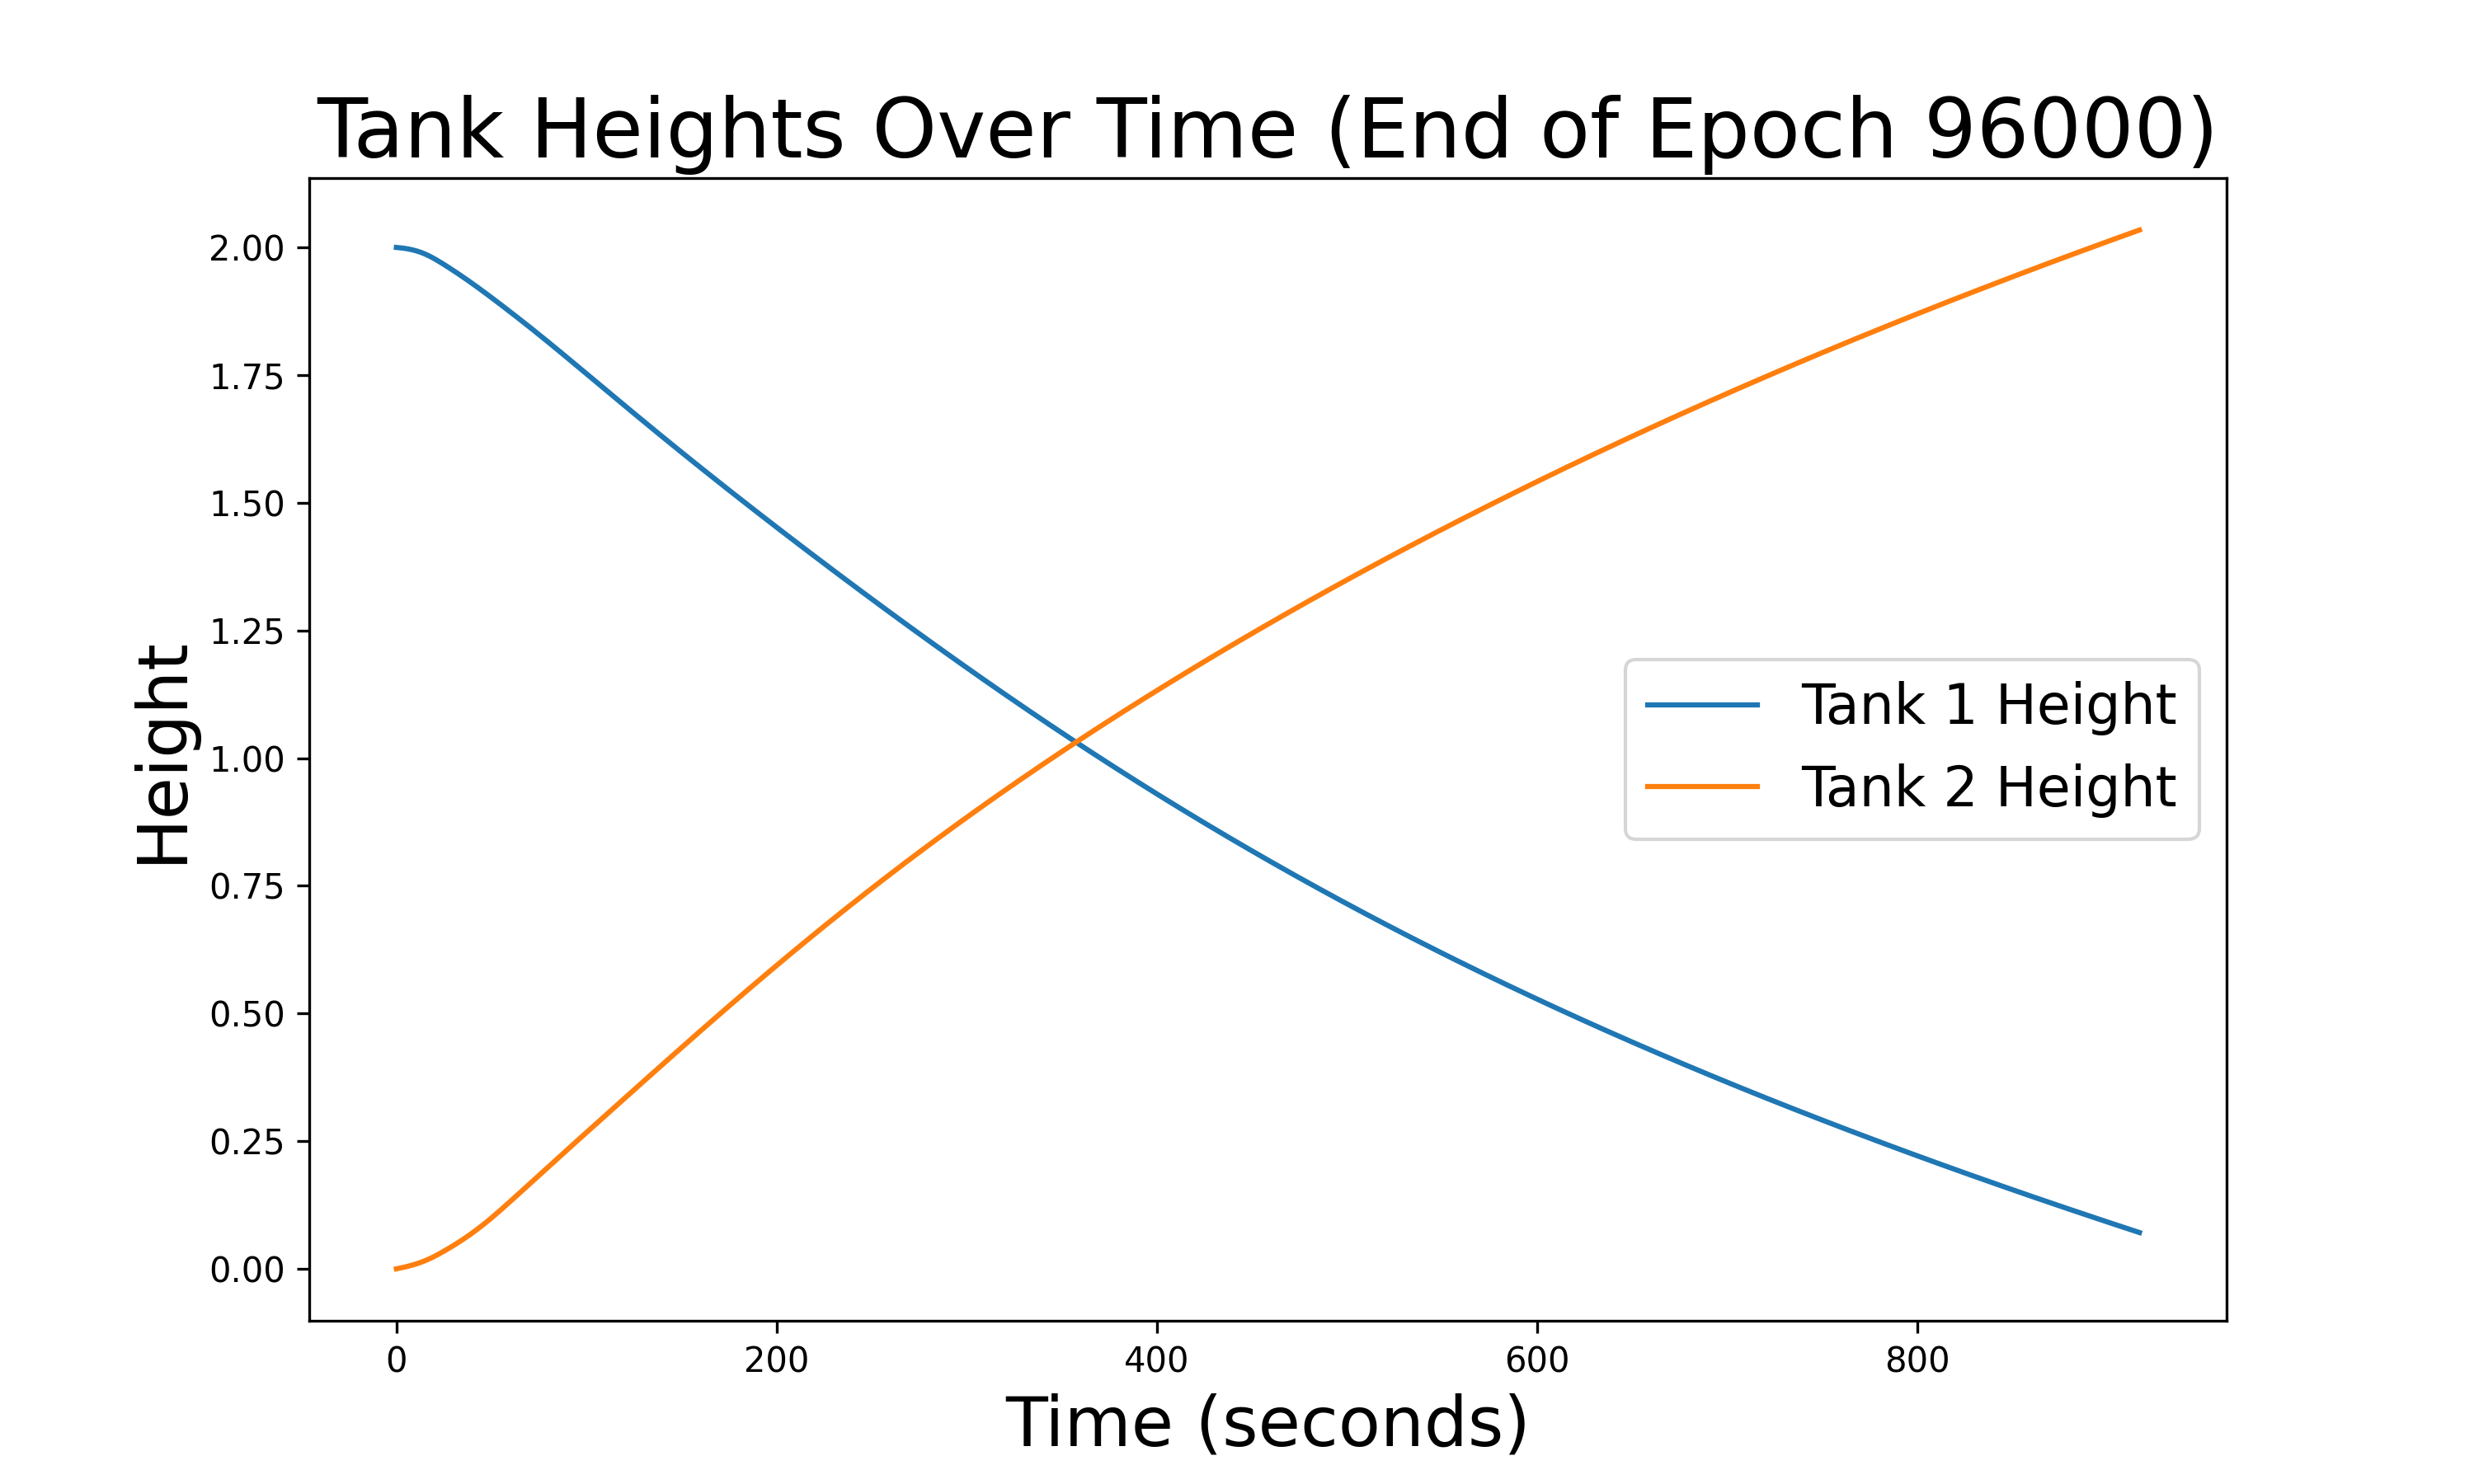 Tank Heights Over Time (End of Epoch 96000)
2.00
1.75
1.50
1.25
1.00
0.75
0.50
0.25
0.00
Height
Tank 1 Height
Tank 2 Height
0 200 400 600 800
Time (seconds)